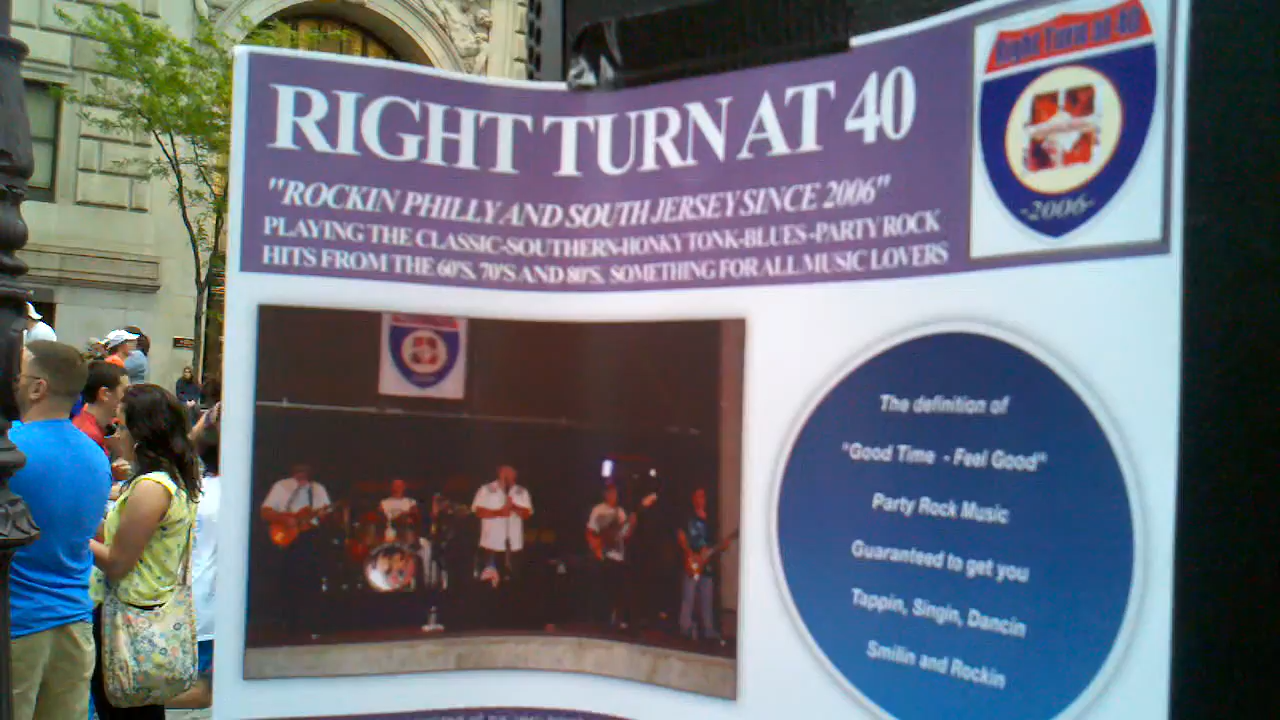 RIGHT TURN AT 40
"ROCKIN PHILLY AND SOUTH JERSEY SINCE 2006"
PLAYING THE CLASSIC-SOUTHERN-HONKY TONK-BLUES -PARTY ROCK
HITS FROM THE 60'S, 70'S AND 80'S, SOMETHING FOR ALL MUSIC LOVERS
Right Turn at 40
-2006-
The definition of
"Good Time - Feel Good"
Party Rock Music
Guaranteed to get you
Tappin, Singin, Dancin
Smilin and Rockin